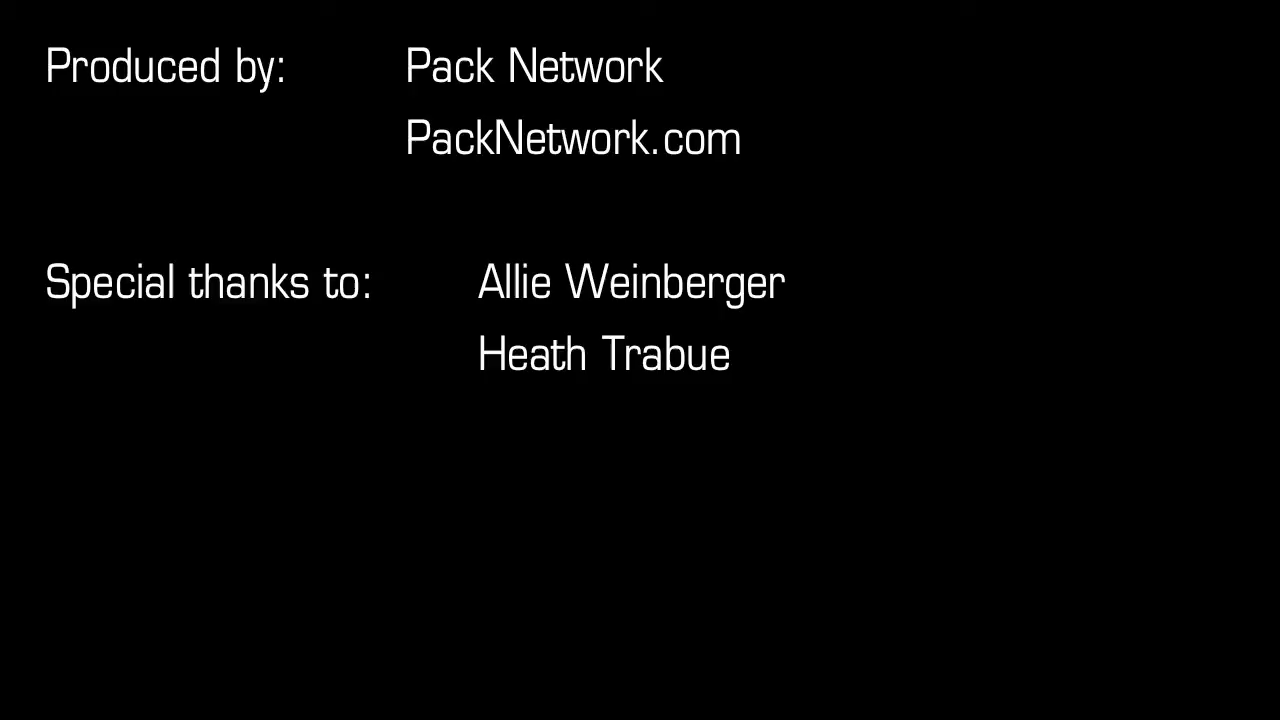 Produced by: Pack Network
PackNetwork.com
Special thanks to: Allie Weinberger
Heath Trabue